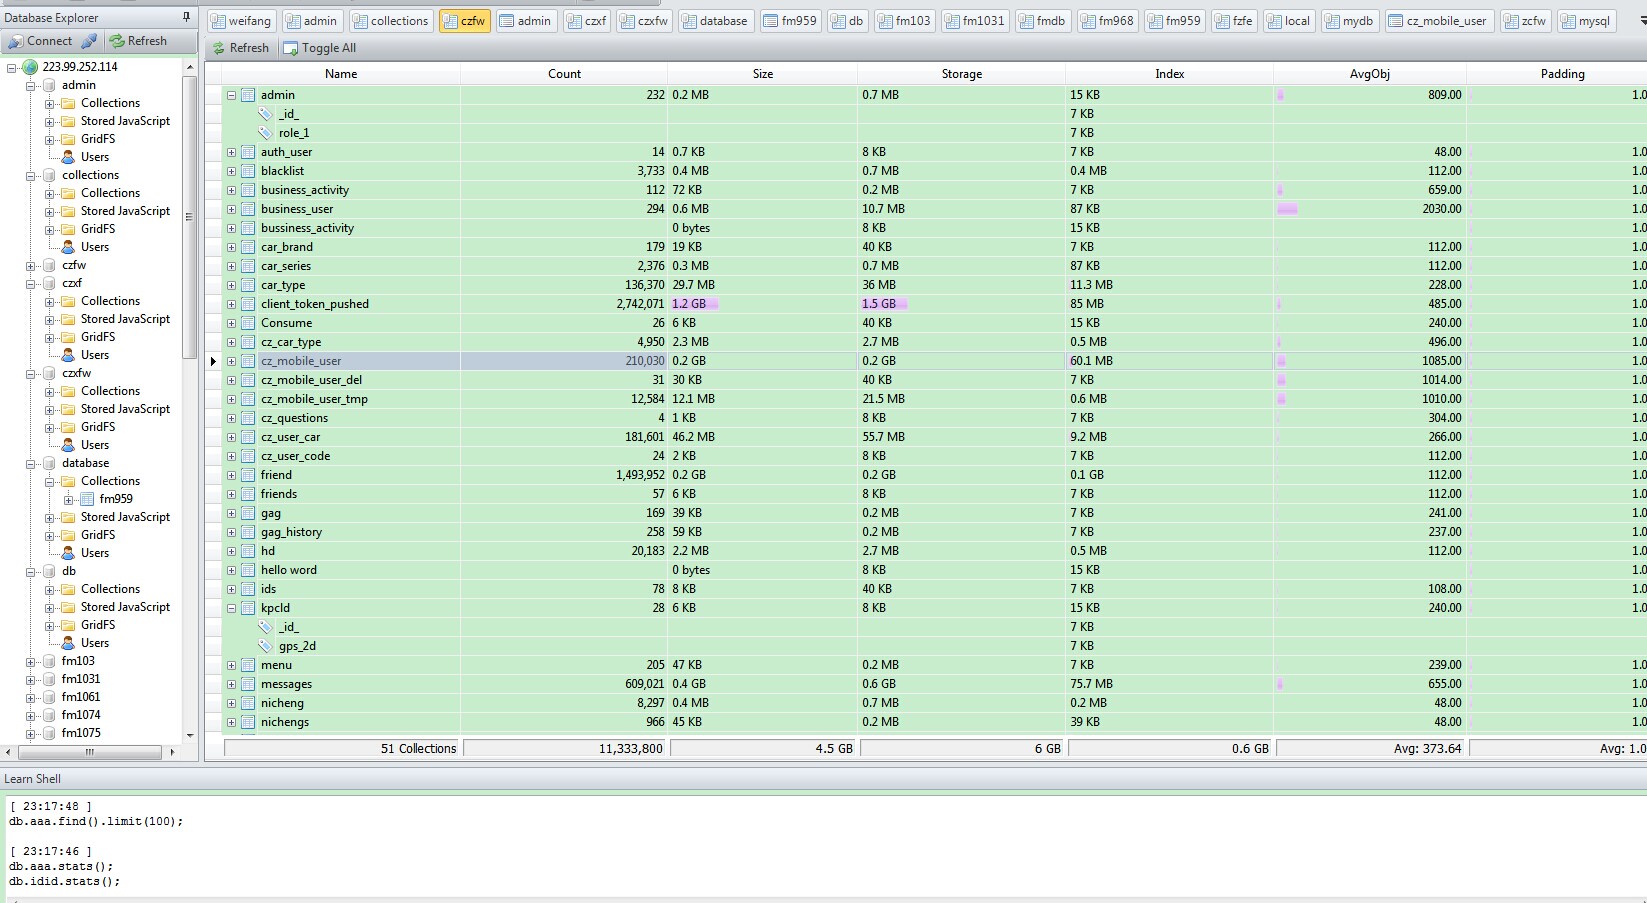 Database Explorer
Connect Refresh
223.99.252.114
admin
Collections
Stored JavaScript
GridFS
Users
collections
Collections
Stored JavaScript
GridFS
Users
czfw
czxf
Collections
Stored JavaScript
GridFS
Users
czxfw
Collections
Stored JavaScript
GridFS
Users
database
Collections
fm959
Stored JavaScript
GridFS
Users
db
Collections
Stored JavaScript
GridFS
Users
fm103
fm1031
fm1061
fm1074
fm1075
weifang admin collections czfw admin czxf czxfw database fm959 db fm103 fm1031 fmdb fm968 fm959 fzfe local mydb cz_mobile_user zcfw mysql
Refresh Toggle All
Name Count Size Storage Index AvgObj Padding
admin 232 0.2 MB 0.7 MB 15 KB 809.00 1.0
_id_ 7 KB
role_1 7 KB
auth_user 14 0.7 KB 8 KB 7 KB 48.00 1.0
blacklist 3,733 0.4 MB 0.7 MB 0.4 MB 112.00 1.0
business_activity 112 72 KB 0.2 MB 7 KB 659.00 1.0
business_user 294 0.6 MB 10.7 MB 87 KB 2030.00 1.0
bussiness_activity 0 bytes 8 KB 15 KB 1.0
car_brand 179 19 KB 40 KB 7 KB 112.00 1.0
car_series 2,376 0.3 MB 0.7 MB 87 KB 112.00 1.0
car_type 136,370 29.7 MB 36 MB 11.3 MB 228.00 1.0
client_token_pushed 2,742,071 1.2 GB 1.5 GB 85 MB 485.00 1.0
Consume 26 6 KB 40 KB 15 KB 240.00 1.0
cz_car_type 4,950 2.3 MB 2.7 MB 0.5 MB 496.00 1.0
cz_mobile_user 210,030 0.2 GB 0.2 GB 60.1 MB 1085.00 1.0
cz_mobile_user_del 31 30 KB 40 KB 7 KB 1014.00 1.0
cz_mobile_user_tmp 12,584 12.1 MB 21.5 MB 0.6 MB 1010.00 1.0
cz_questions 4 1 KB 8 KB 7 KB 304.00 1.0
cz_user_car 181,601 46.2 MB 55.7 MB 9.2 MB 266.00 1.0
cz_user_code 24 2 KB 8 KB 7 KB 112.00 1.0
friend 1,493,952 0.2 GB 0.2 GB 0.1 GB 112.00 1.0
friends 57 6 KB 8 KB 7 KB 112.00 1.0
gag 169 39 KB 0.2 MB 7 KB 241.00 1.0
gag_history 258 59 KB 0.2 MB 7 KB 237.00 1.0
hd 20,183 2.2 MB 2.7 MB 0.5 MB 112.00 1.0
hello word 0 bytes 8 KB 15 KB 1.0
ids 78 8 KB 40 KB 7 KB 108.00 1.0
kpcld 28 6 KB 8 KB 15 KB 240.00 1.0
_id_ 7 KB
gps_2d 7 KB
menu 205 47 KB 0.2 MB 7 KB 239.00 1.0
messages 609,021 0.4 GB 0.6 GB 75.7 MB 655.00 1.0
nicheng 8,297 0.4 MB 0.7 MB 0.2 MB 48.00 1.0
nichengs 966 45 KB 0.2 MB 39 KB 48.00 1.0
51 Collections 11,333,800 4.5 GB 6 GB 0.6 GB Avg: 373.64 Avg: 1.0
Learn Shell
[ 23:17:48 ]
db.aaa.find().limit(100);
[ 23:17:46 ]
db.aaa.stats();
db.idid.stats();